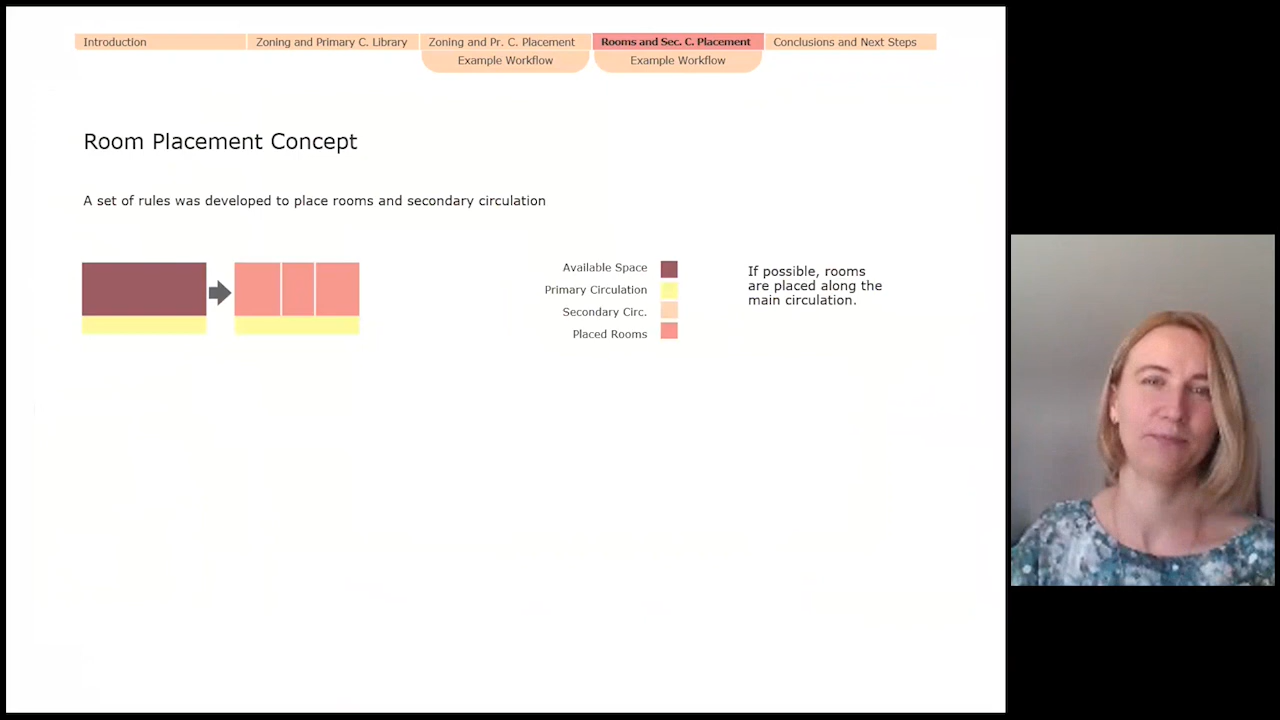 Introduction
Zoning and Primary C. Library
Zoning and Pr. C. Placement
Rooms and Sec. C. Placement
Conclusions and Next Steps
Example Workflow
Example Workflow
Room Placement Concept
A set of rules was developed to place rooms and secondary circulation
Available Space
Primary Circulation
Secondary Circ.
Placed Rooms
If possible, rooms
are placed along the
main circulation.